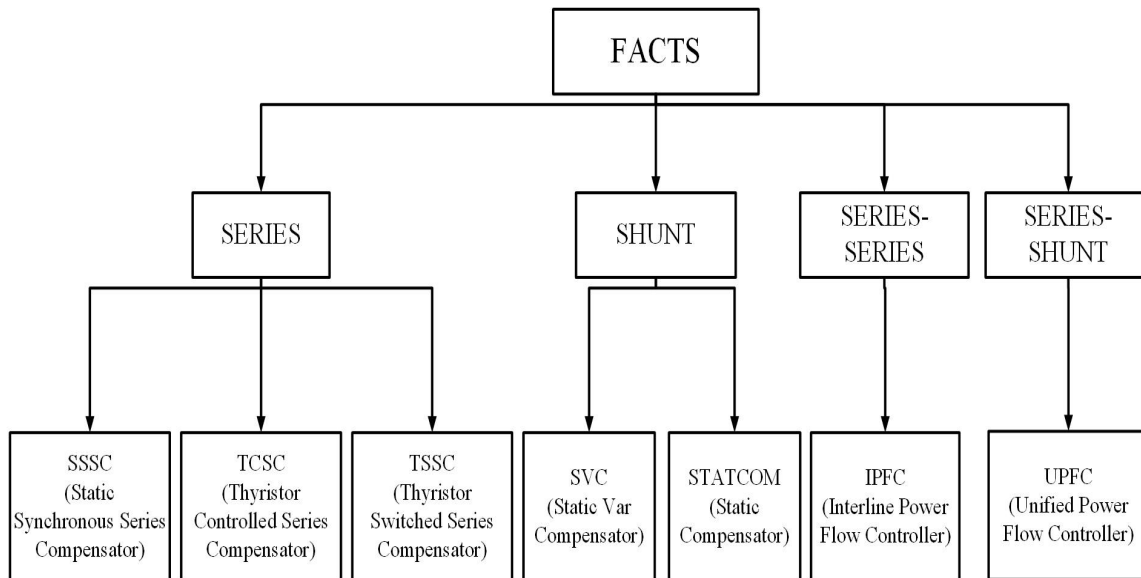 FACTS
SERIES
SHUNT
SERIES-
SERIES
SERIES-
SHUNT
SSSC
(Static
Synchronous Series
Compensator)
TCSC
(Thyristor
Controlled Series
Compensator)
TSSC
(Thyristor
Switched Series
Compensator)
SVC
(Static Var
Compensator)
STATCOM
(Static
Compensator)
IPFC
(Interline Power
Flow Controller)
UPFC
(Unified Power
Flow Controller)